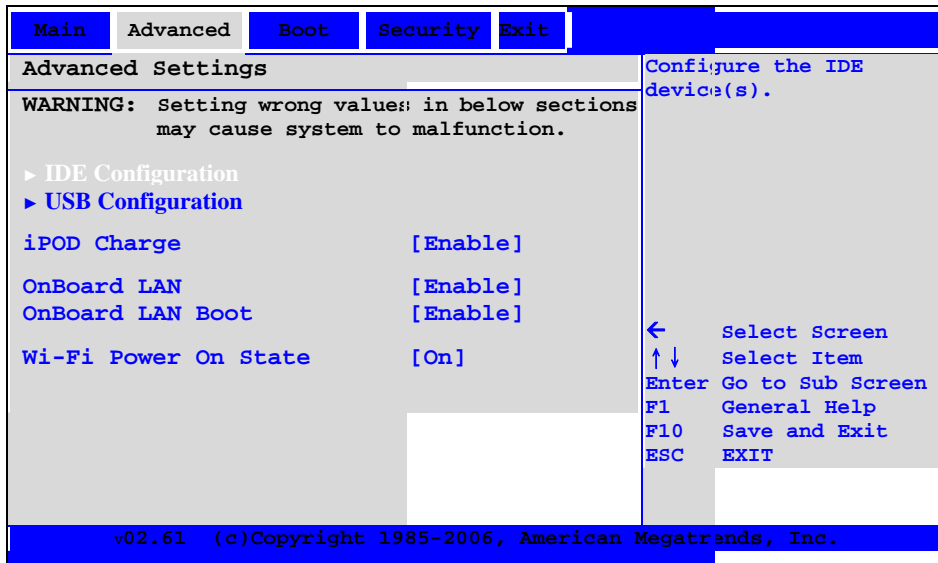 Main Advanced Boot Security Exit
Advanced Settings
WARNING: Setting wrong values in below sections
may cause system to malfunction.
► IDE Configuration
► USB Configuration
iPOD Charge [Enable]
OnBoard LAN [Enable]
OnBoard LAN Boot [Enable]
Wi-Fi Power On State [On]
Configure the IDE
device(s).
← Select Screen
↑↓ Select Item
Enter Go to Sub Screen
F1 General Help
F10 Save and Exit
ESC EXIT
v02.61 (c)Copyright 1985-2006, American Megatrends, Inc.